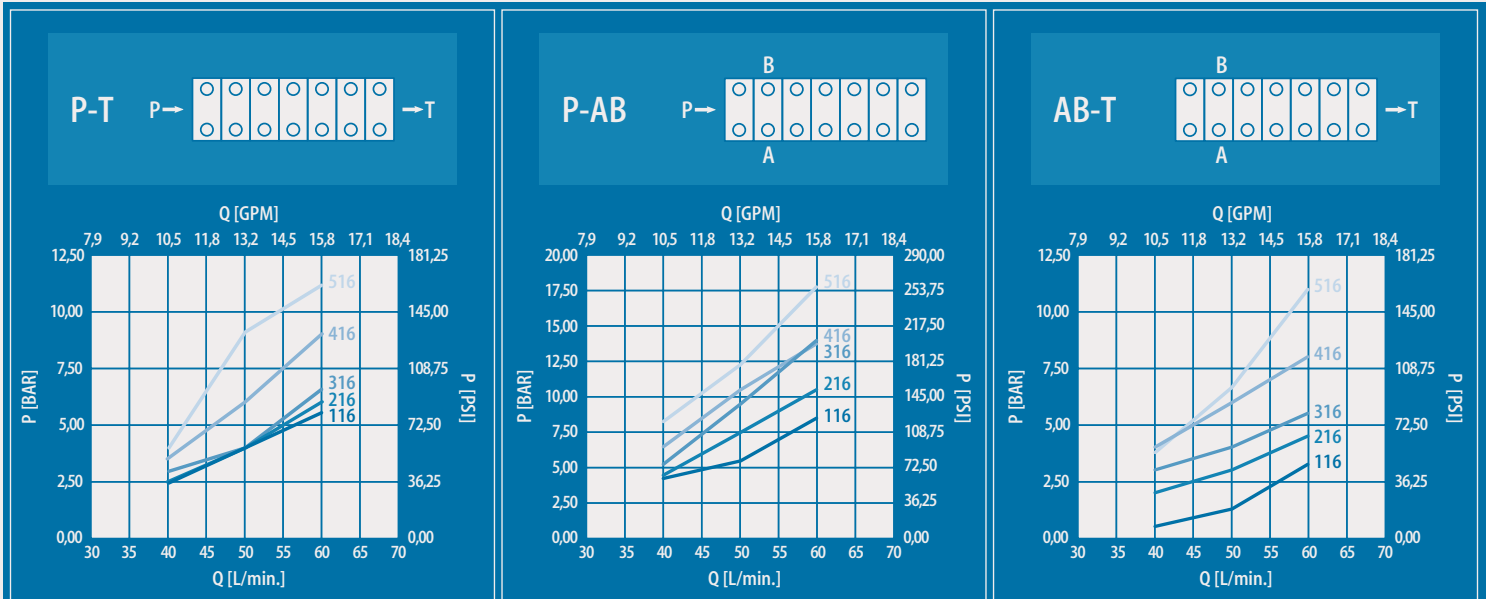 P-T P→ →T
Q [GPM]
7,9 9,2 10,5 11,8 13,2 14,5 15,8 17,1 18,4
12,50 181,25
516
10,00 145,00
416
7,50 108,75
316
216
116
5,00 72,50
2,50 36,25
0,00 0,00
P [BAR]
P [PSI]
30 35 40 45 50 55 60 65 70
Q [L/min.]
B
P-AB P→
A
Q [GPM]
7,9 9,2 10,5 11,8 13,2 14,5 15,8 17,1 18,4
20,00 290,00
516
17,50 253,75
15,00 217,50
416
316
12,50 181,25
216
10,00 145,00
116
7,50 108,75
5,00 72,50
2,50 36,25
0,00 0,00
P [BAR]
P [PSI]
30 35 40 45 50 55 60 65 70
Q [L/min.]
B
AB-T →T
A
Q [GPM]
7,9 9,2 10,5 11,8 13,2 14,5 15,8 17,1 18,4
12,50 181,25
516
10,00 145,00
416
7,50 108,75
316
5,00 72,50
216
116
2,50 36,25
0,00 0,00
P [BAR]
P [PSI]
30 35 40 45 50 55 60 65 70
Q [L/min.]